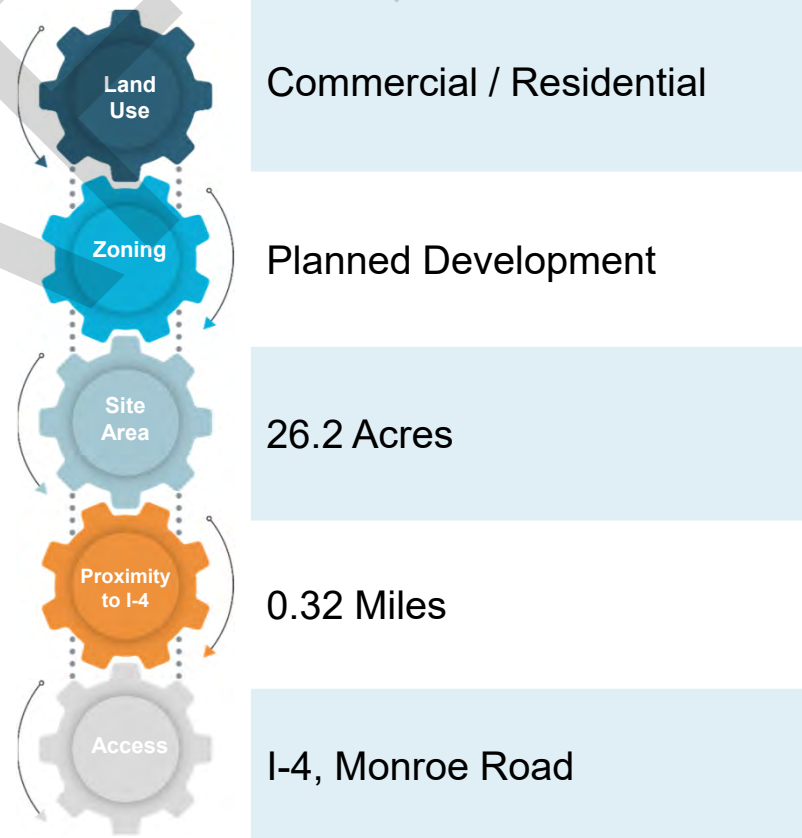 Land
Use
Commercial / Residential
Zoning
Planned Development
Site
Area
26.2 Acres
Proximity
to I-4
0.32 Miles
Access
I-4, Monroe Road